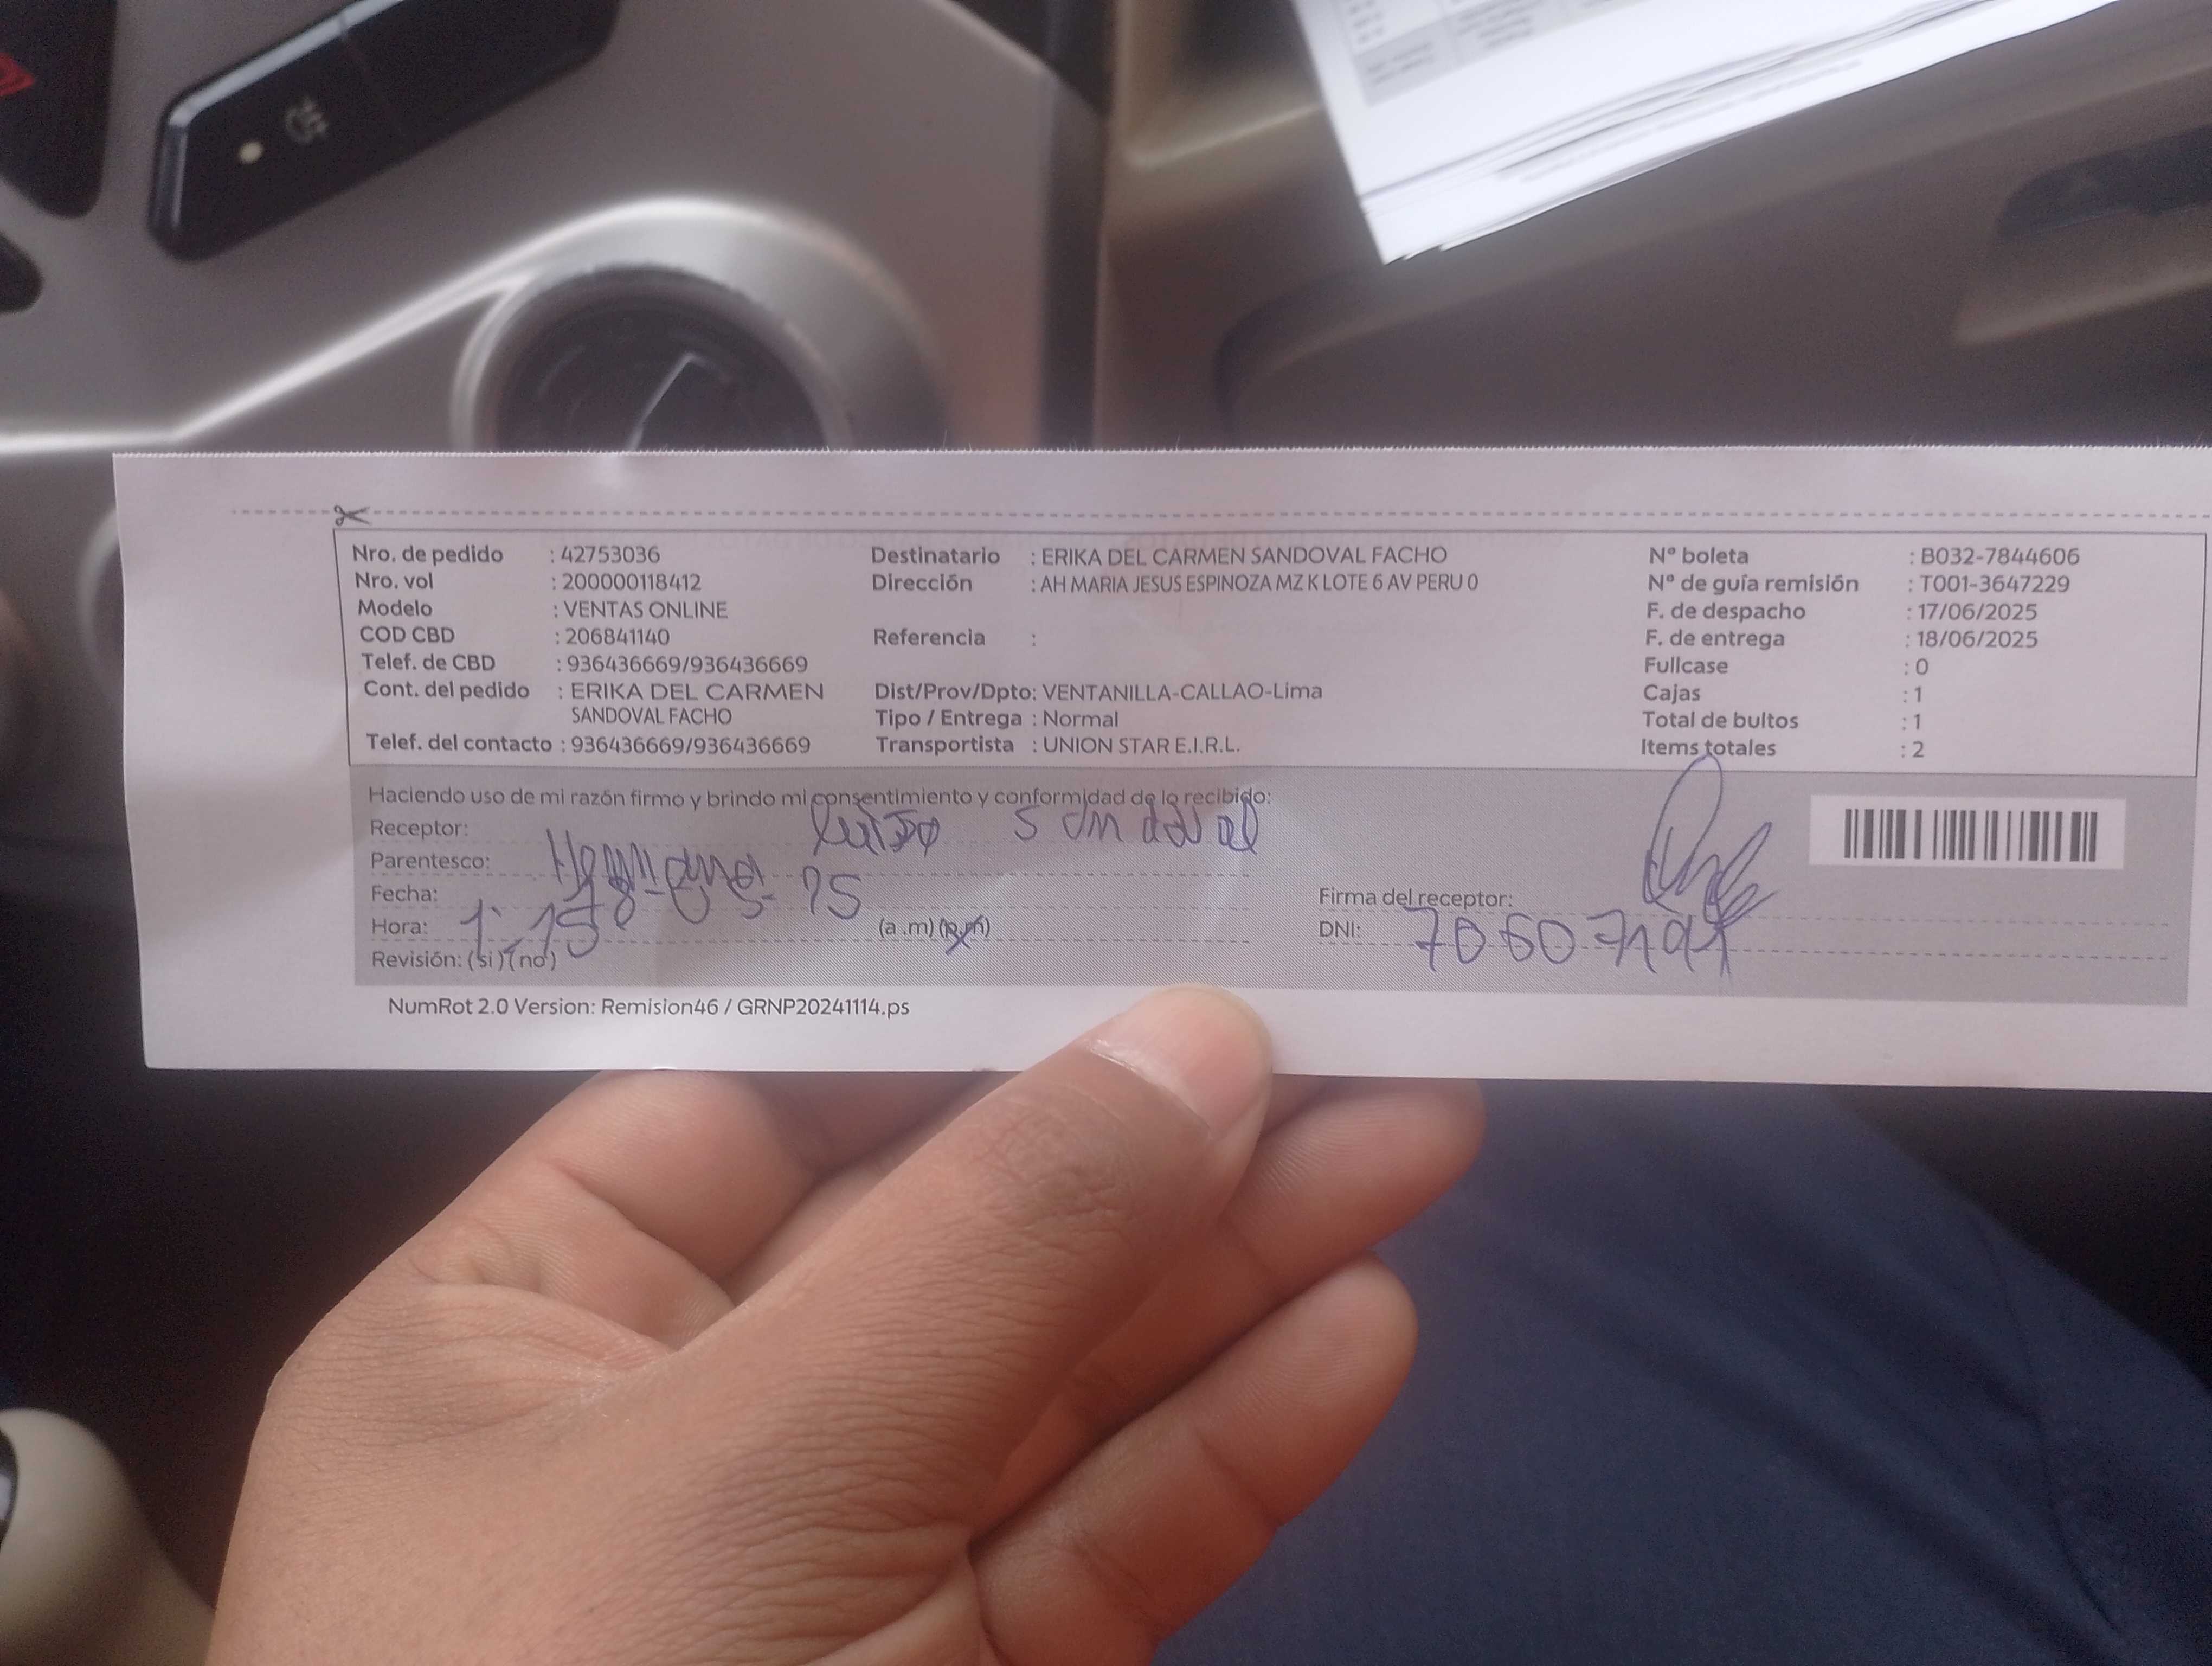 Nro. de pedido : 42753036
Nro. vol : 200000118412
Modelo : VENTAS ONLINE
COD CBD : 206841140
Telef. de CBD : 936436669/936436669
Cont. del pedido : ERIKA DEL CARMEN
SANDOVAL FACHO
Telef. del contacto : 936436669/936436669
Destinatario : ERIKA DEL CARMEN SANDOVAL FACHO
Dirección : AH MARIA JESUS ESPINOZA MZ K LOTE 6 AV PERU 0
Referencia :
Dist/Prov/Dpto: VENTANILLA-CALLAO-Lima
Tipo / Entrega : Normal
Transportista : UNION STAR E.I.R.L.
Nº boleta : B032-7844606
Nº de guía remisión : T001-3647229
F. de despacho : 17/06/2025
F. de entrega : 18/06/2025
Fullcase : 0
Cajas : 1
Total de bultos : 1
Items totales : 2
Haciendo uso de mi razón firmo y brindo mi consentimiento y conformidad de lo recibido:
Receptor: Sandoval
Parentesco: Hermana
Fecha:
Hora: 1:15 (a.m) (p.m)
Revisión: (si) (no)
Firma del receptor:
DNI:
NumRot 2.0 Version: Remision46 / GRNP20241114.ps